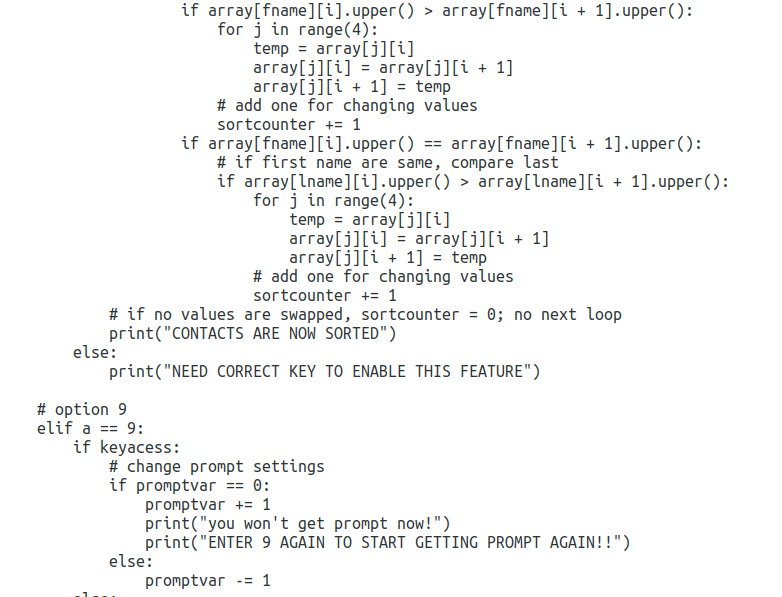 if array[fname][i].upper() > array[fname][i + 1].upper():
for j in range(4):
temp = array[j][i]
array[j][i] = array[j][i + 1]
array[j][i + 1] = temp
# add one for changing values
sortcounter += 1
if array[fname][i].upper() == array[fname][i + 1].upper():
# if first name are same, compare last
if array[lname][i].upper() > array[lname][i + 1].upper():
for j in range(4):
temp = array[j][i]
array[j][i] = array[j][i + 1]
array[j][i + 1] = temp
# add one for changing values
sortcounter += 1
# if no values are swapped, sortcounter = 0; no next loop
print("CONTACTS ARE NOW SORTED")
else:
print("NEED CORRECT KEY TO ENABLE THIS FEATURE")
# option 9
elif a == 9:
if keyacess:
# change prompt settings
if promptvar == 0:
promptvar += 1
print("you won't get prompt now!")
print("ENTER 9 AGAIN TO START GETTING PROMPT AGAIN!!")
else:
promptvar -= 1
else: